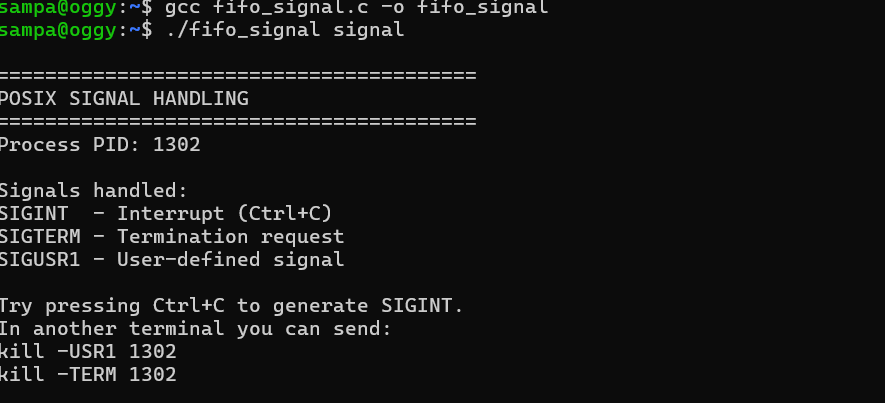 sampa@oggy:~$ gcc fifo_signal.c -o fifo_signal
sampa@oggy:~$ ./fifo_signal signal
========================================
POSIX SIGNAL HANDLING
========================================
Process PID: 1302
Signals handled:
SIGINT  - Interrupt (Ctrl+C)
SIGTERM - Termination request
SIGUSR1 - User-defined signal
Try pressing Ctrl+C to generate SIGINT.
In another terminal you can send:
kill -USR1 1302
kill -TERM 1302